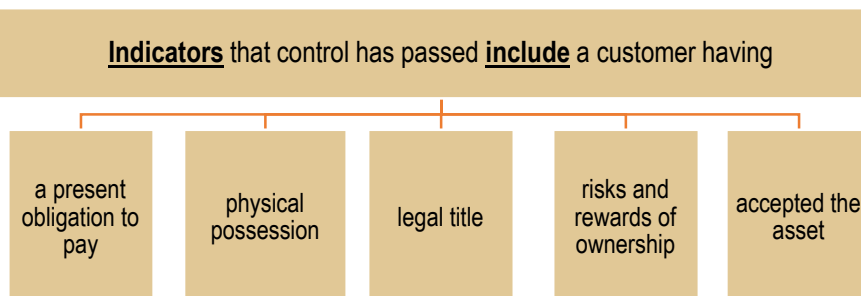 Indicators that control has passed include a customer having
a present
obligation to
pay
physical
possession
legal title
risks and
rewards of
ownership
accepted the
asset